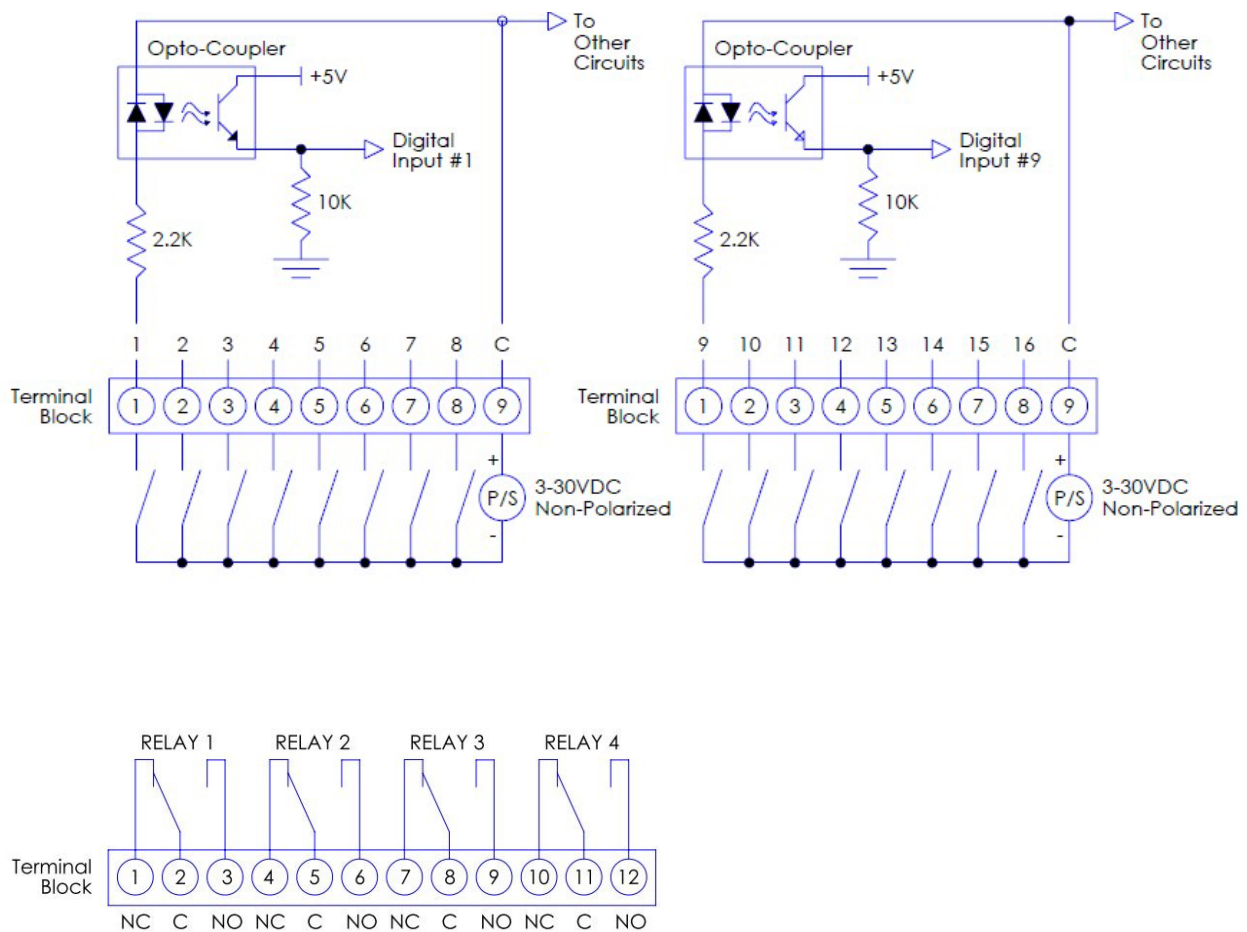 To
Other
Circuits
Opto-Coupler
+5V
Digital
Input #1
10K
2.2K
1 2 3 4 5 6 7 8 C
Terminal
Block
1 2 3 4 5 6 7 8 9
+
P/S
3-30VDC
Non-Polarized
-
To
Other
Circuits
Opto-Coupler
+5V
Digital
Input #9
10K
2.2K
9 10 11 12 13 14 15 16 C
Terminal
Block
1 2 3 4 5 6 7 8 9
+
P/S
3-30VDC
Non-Polarized
-
RELAY 1 RELAY 2 RELAY 3 RELAY 4
Terminal
Block
1 2 3 4 5 6 7 8 9 10 11 12
NC C NO NC C NO NC C NO NC C NO